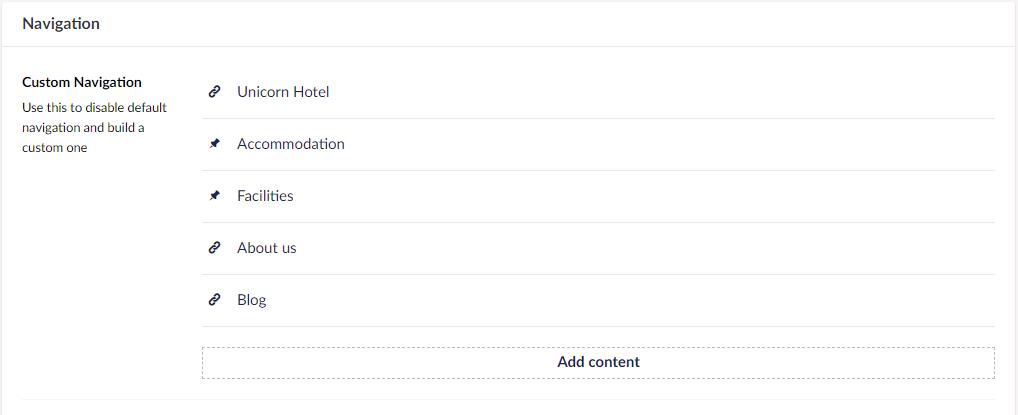 Navigation
Custom Navigation
Use this to disable default
navigation and build a
custom one
Unicorn Hotel
Accommodation
Facilities
About us
Blog
Add content